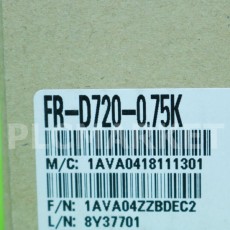 FR-D720-0.75K
M/C: 1AVA0418111301
F/N: 1AVA04ZZBDEC2
L/N: 8Y37701